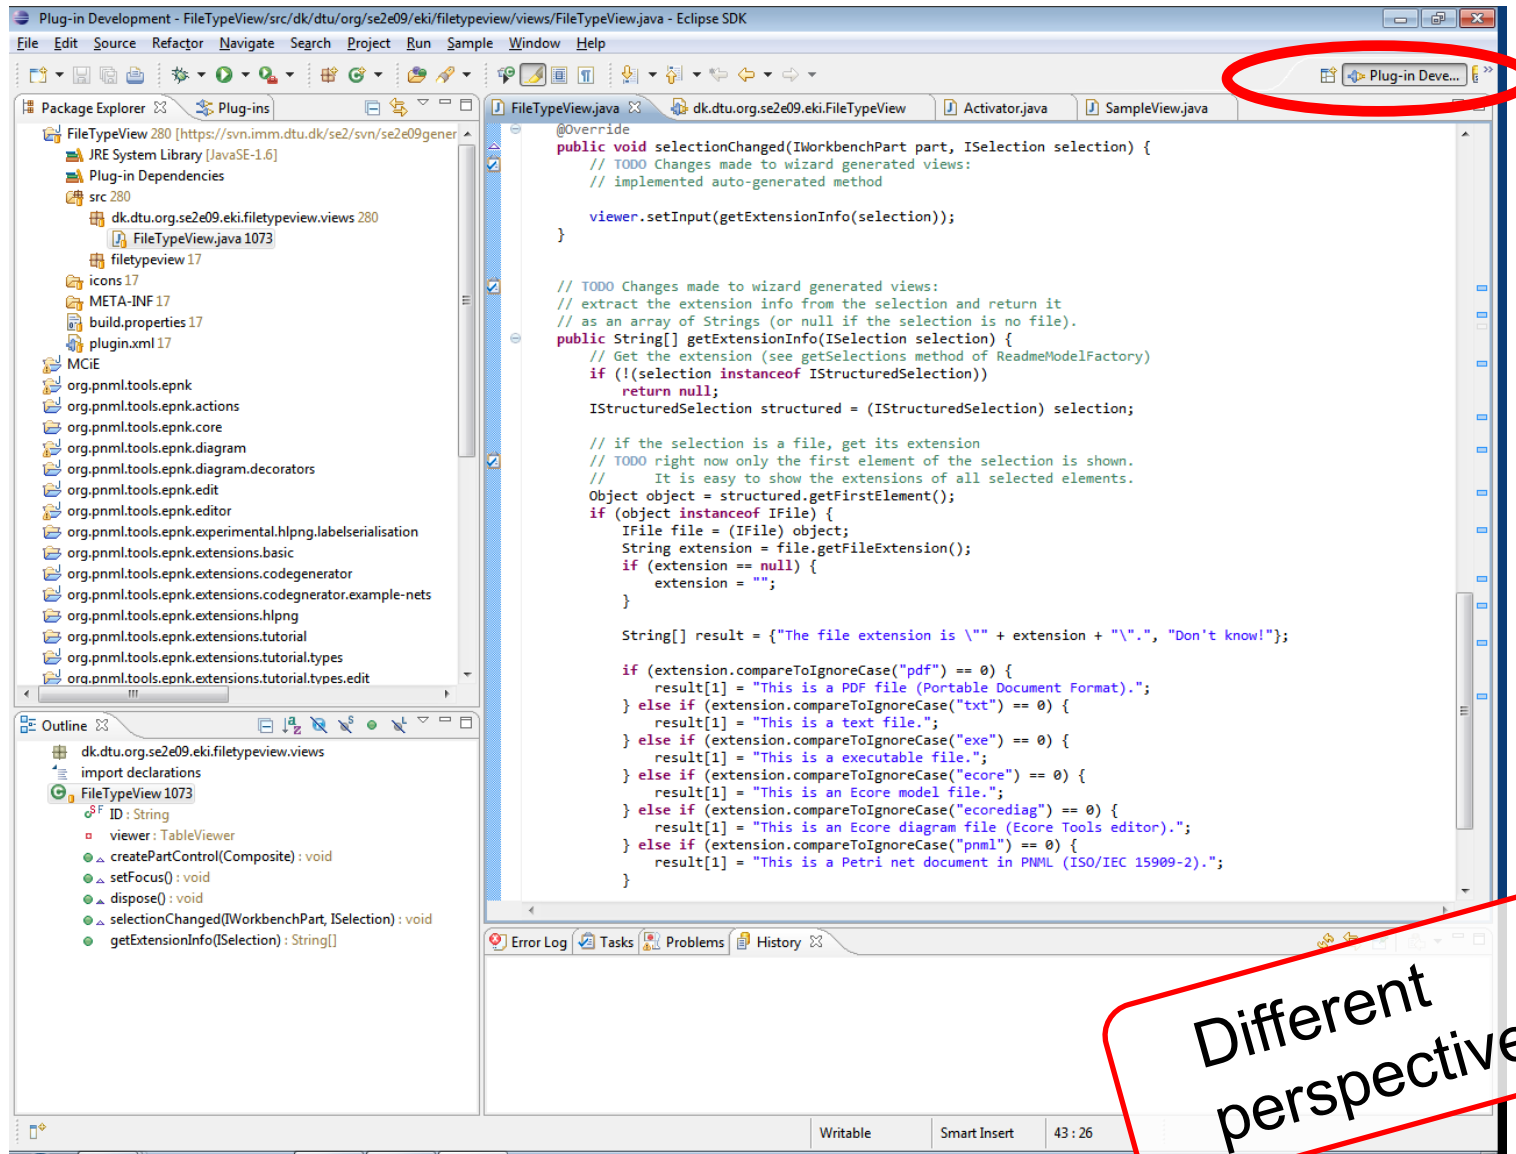 Plug-in Development - FileTypeView/src/dk/dtu/org/se2e09/eki/filetypeview/views/FileTypeView.java - Eclipse SDK
File Edit Source Refactor Navigate Search Project Run Sample Window Help
Plug-in Deve...
Package Explorer Plug-ins
FileTypeView 280 [https://svn.imm.dtu.dk/se2/svn/se2e09gener
JRE System Library [JavaSE-1.6]
Plug-in Dependencies
src 280
dk.dtu.org.se2e09.eki.filetypeview.views 280
FileTypeView.java 1073
filetypeview 17
icons 17
META-INF 17
build.properties 17
plugin.xml 17
MCiE
org.pnml.tools.epnk
org.pnml.tools.epnk.actions
org.pnml.tools.epnk.core
org.pnml.tools.epnk.diagram
org.pnml.tools.epnk.diagram.decorators
org.pnml.tools.epnk.edit
org.pnml.tools.epnk.editor
org.pnml.tools.epnk.experimental.hlpng.labelserialisation
org.pnml.tools.epnk.extensions.basic
org.pnml.tools.epnk.extensions.codegenerator
org.pnml.tools.epnk.extensions.codegnerator.example-nets
org.pnml.tools.epnk.extensions.hlpng
org.pnml.tools.epnk.extensions.tutorial
org.pnml.tools.epnk.extensions.tutorial.types
org.pnml.tools.epnk.extensions.tutorial.types.edit
Outline
dk.dtu.org.se2e09.eki.filetypeview.views
import declarations
FileTypeView 1073
ID : String
viewer : TableViewer
createPartControl(Composite) : void
setFocus() : void
dispose() : void
selectionChanged(IWorkbenchPart, ISelection) : void
getExtensionInfo(ISelection) : String[]
FileTypeView.java dk.dtu.org.se2e09.eki.FileTypeView Activator.java SampleView.java
@Override
public void selectionChanged(IWorkbenchPart part, ISelection selection) {
// TODO Changes made to wizard generated views:
// implemented auto-generated method
viewer.setInput(getExtensionInfo(selection));
}
// TODO Changes made to wizard generated views:
// extract the extension info from the selection and return it
// as an array of Strings (or null if the selection is no file).
public String[] getExtensionInfo(ISelection selection) {
// Get the extension (see getSelections method of ReadmeModelFactory)
if (!(selection instanceof IStructuredSelection))
return null;
IStructuredSelection structured = (IStructuredSelection) selection;
// if the selection is a file, get its extension
// TODO right now only the first element of the selection is shown.
// It is easy to show the extensions of all selected elements.
Object object = structured.getFirstElement();
if (object instanceof IFile) {
IFile file = (IFile) object;
String extension = file.getFileExtension();
if (extension == null) {
extension = "";
}
String[] result = {"The file extension is \"" + extension + "\".", "Don't know!"};
if (extension.compareToIgnoreCase("pdf") == 0) {
result[1] = "This is a PDF file (Portable Document Format).";
} else if (extension.compareToIgnoreCase("txt") == 0) {
result[1] = "This is a text file.";
} else if (extension.compareToIgnoreCase("exe") == 0) {
result[1] = "This is a executable file.";
} else if (extension.compareToIgnoreCase("ecore") == 0) {
result[1] = "This is an Ecore model file.";
} else if (extension.compareToIgnoreCase("ecorediag") == 0) {
result[1] = "This is an Ecore diagram file (Ecore Tools editor).";
} else if (extension.compareToIgnoreCase("pnml") == 0) {
result[1] = "This is a Petri net document in PNML (ISO/IEC 15909-2).";
}
Error Log Tasks Problems History
Different
perspective
Writable Smart Insert 43 : 26